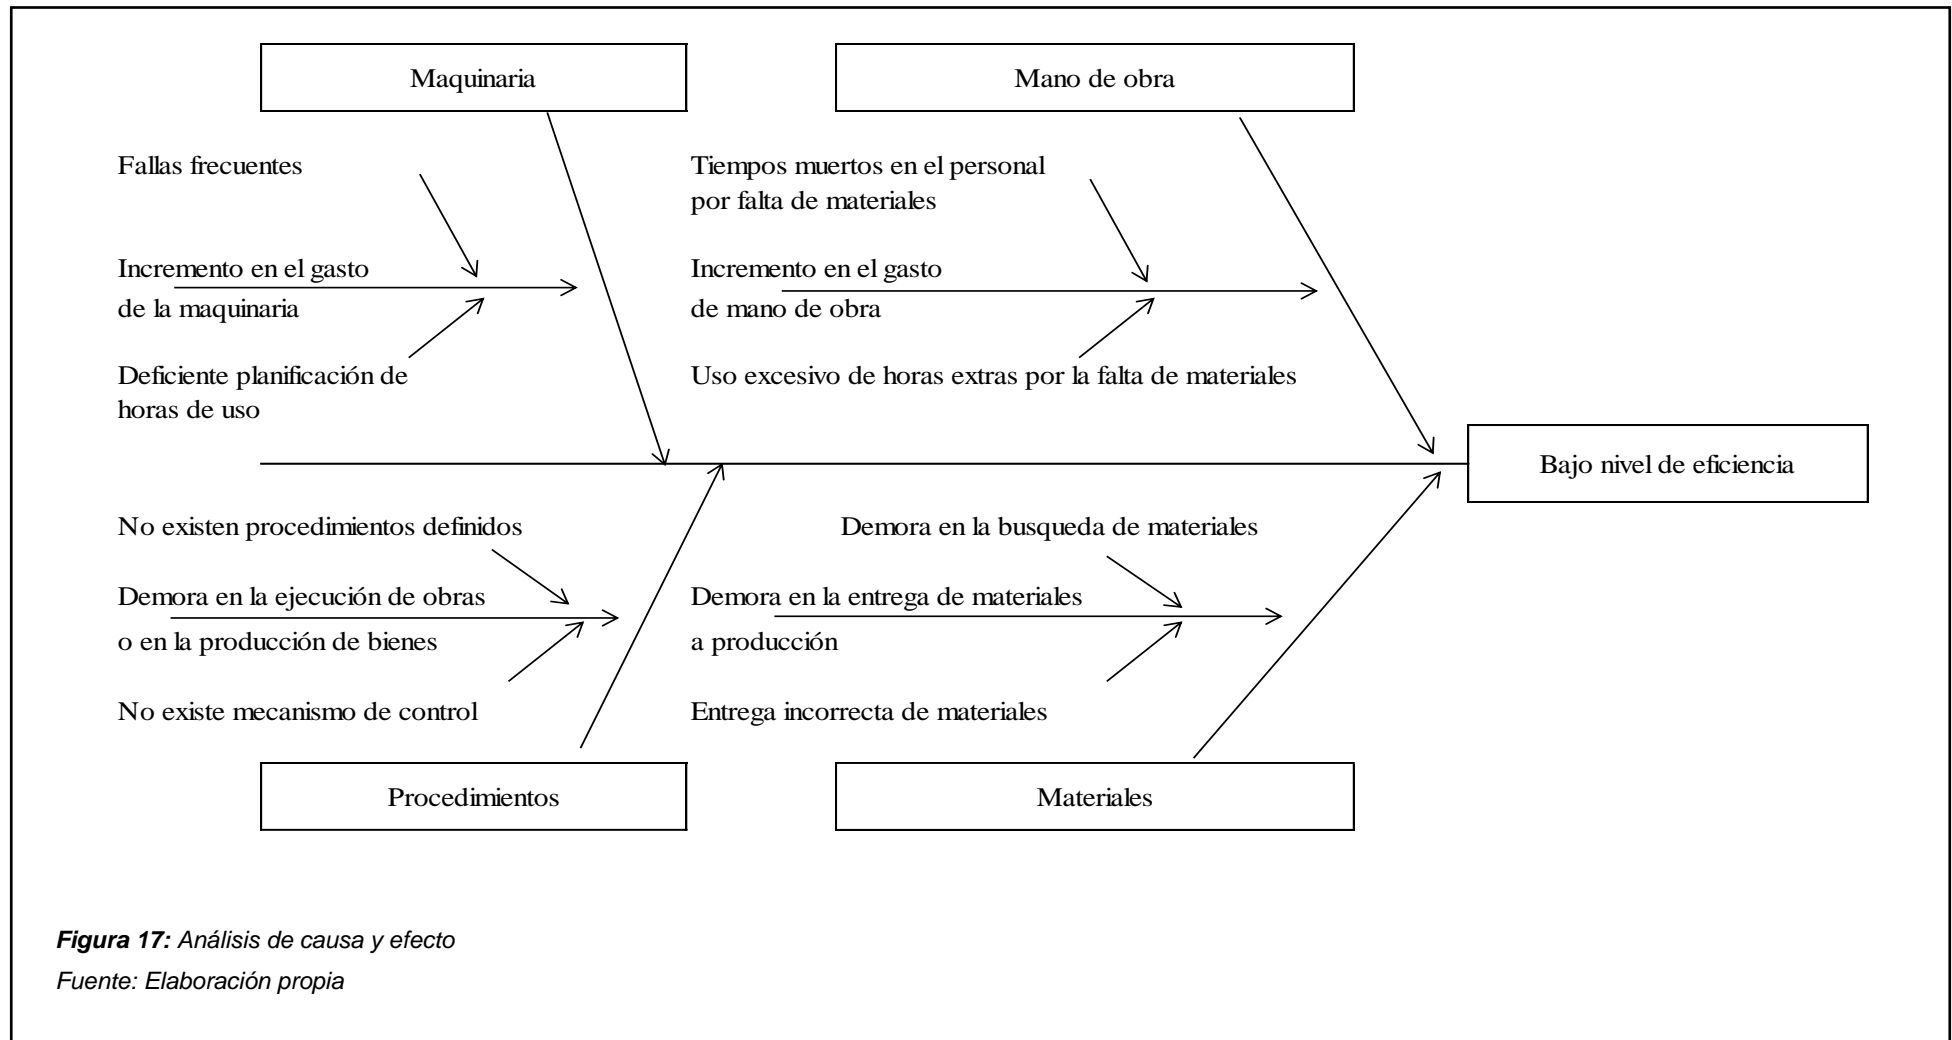 Maquinaria
Mano de obra
Fallas frecuentes
Tiempos muertos en el personal
por falta de materiales
Incremento en el gasto
de la maquinaria
Incremento en el gasto
de mano de obra
Deficiente planificación de
horas de uso
Uso excesivo de horas extras por la falta de materiales
Bajo nivel de eficiencia
No existen procedimientos definidos
Demora en la busqueda de materiales
Demora en la ejecución de obras
o en la producción de bienes
Demora en la entrega de materiales
a producción
No existe mecanismo de control
Entrega incorrecta de materiales
Procedimientos
Materiales
Figura 17: Análisis de causa y efecto
Fuente: Elaboración propia